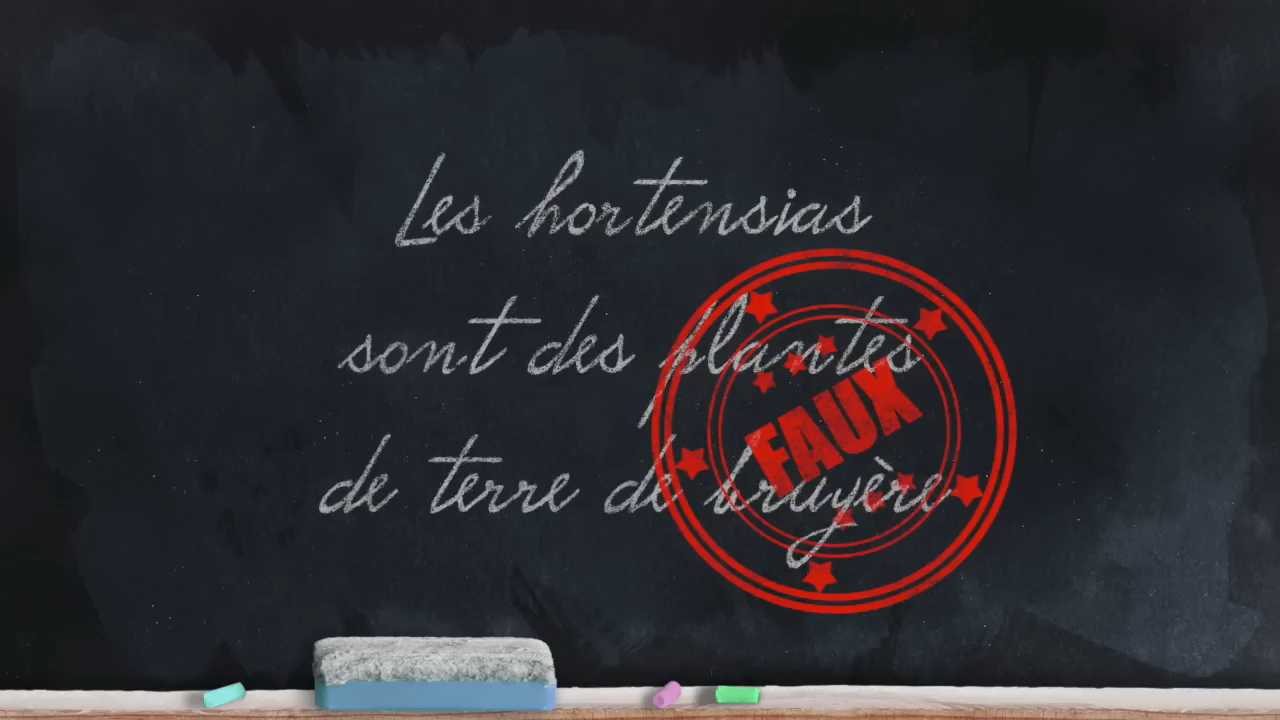 Les hortensias
sont des plantes
de terre de bruyère
FAUX